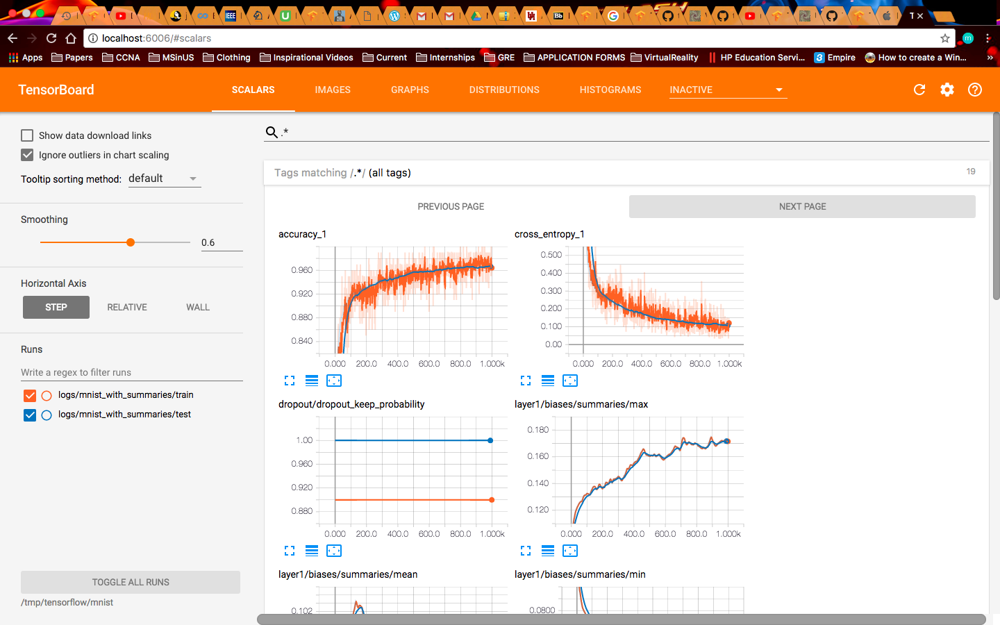 IEEE
U
Bb
T
localhost:6006/#scalars
m
Apps Papers CCNA MSinUS Clothing Inspirational Videos Current Internships GRE APPLICATION FORMS VirtualReality HP Education Servi... 3 Empire How to create a Win... »
TensorBoard SCALARS IMAGES GRAPHS DISTRIBUTIONS HISTOGRAMS INACTIVE
Show data download links
Ignore outliers in chart scaling
Tooltip sorting method: default
Smoothing
0.6
Horizontal Axis
STEP RELATIVE WALL
Runs
Write a regex to filter runs
logs/mnist_with_summaries/train
logs/mnist_with_summaries/test
TOGGLE ALL RUNS
/tmp/tensorflow/mnist
.*
Tags matching /.*/ (all tags) 19
PREVIOUS PAGE NEXT PAGE
accuracy_1
0.960
0.920
0.880
0.840
0.000 200.0 400.0 600.0 800.0 1.000k
cross_entropy_1
0.500
0.400
0.300
0.200
0.100
0.00
0.000 200.0 400.0 600.0 800.0 1.000k
dropout/dropout_keep_probability
1.00
0.960
0.920
0.880
0.000 200.0 400.0 600.0 800.0 1.000k
layer1/biases/summaries/max
0.180
0.160
0.140
0.120
0.000 200.0 400.0 600.0 800.0 1.000k
layer1/biases/summaries/mean
0.102
layer1/biases/summaries/min
0.0800